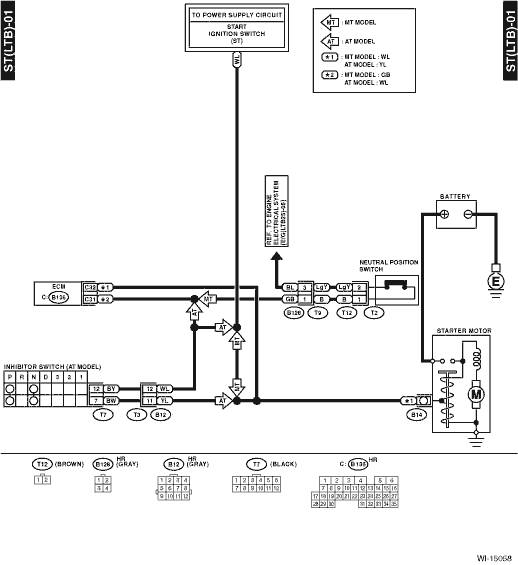 ST(LTB)-01
ST(LTB)-01
TO POWER SUPPLY CIRCUIT
START
IGNITION SWITCH
(ST)
WL
MT : MT MODEL
AT : AT MODEL
*1 : MT MODEL : WL
AT MODEL : YL
*2 : MT MODEL : GB
AT MODEL : WL
REF. TO ENGINE
ELECTRICAL SYSTEM
BATTERY
E
NEUTRAL POSITION
SWITCH
ECM
C: B136
C32 *1
C31 *2
MT
BL 3 LgY LgY 2
GB 1 B B 1
B128 T9 T12 T2
AT
AT
MT
STARTER MOTOR
M
INHIBITOR SWITCH (AT MODEL)
P R N D 3 2 1
12 BY 12 WL
7 BW 11 YL
MT
AT
T7 T3 B12
*1
B14
T12 (BROWN)
1 2
B128 HR (GRAY)
1 2
3 4
B12 HR (GRAY)
1 2 3 4
5 6 7 8
9 10 11 12
T7 (BLACK)
1 2 3 4 5 6
7 8 9 10 11 12
C: B136 HR
1 2 3 4 5 6
7 8 9 10 11 12 13 14 15 16
17 18 19 20 21 22 23 24 25 26 27
28 29 30 31 32 33 34 35
WI-15058